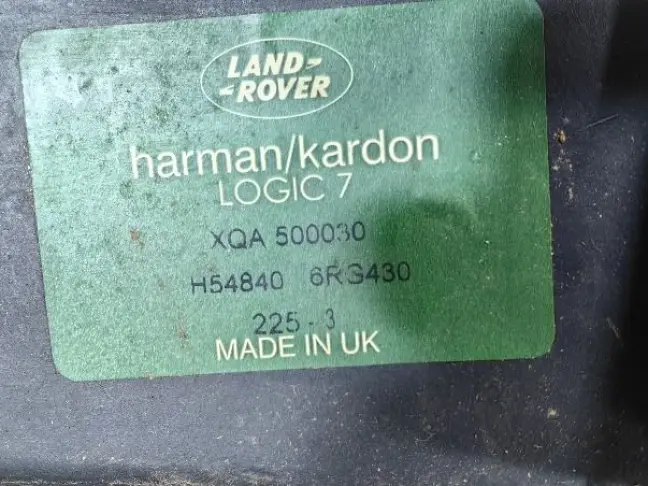 LAND-
-ROVER
harman/kardon
LOGIC 7
XQA 500030
H54840 6RG430
225-3
MADE IN UK